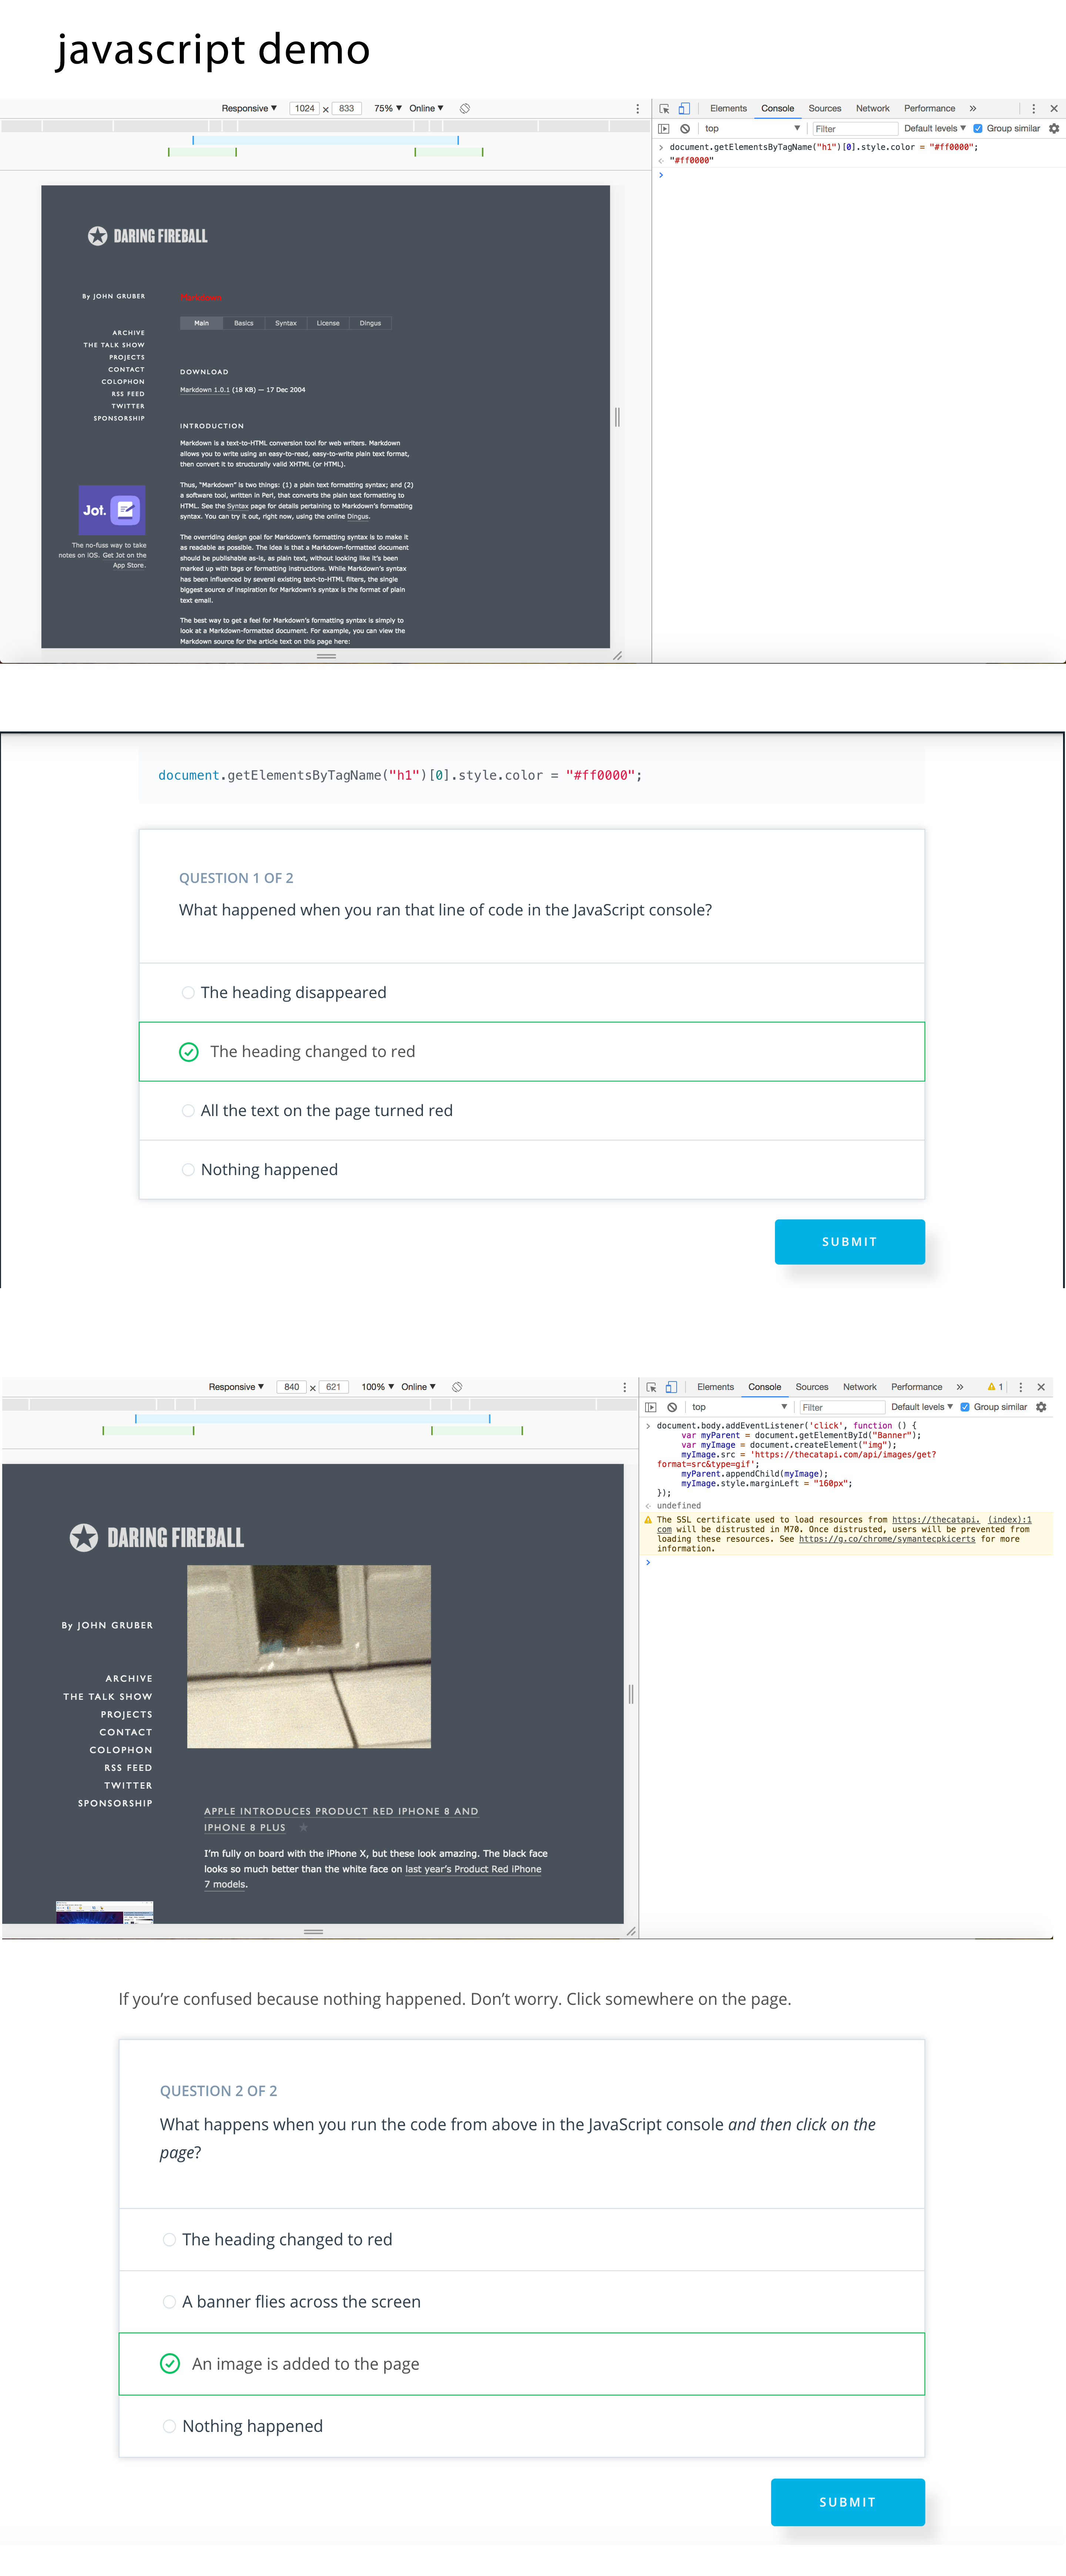 javascript demo
Responsive ▼ 1024 x 833 75% ▼ Online ▼
Elements Console Sources Network Performance »
top ▼ Filter Default levels ▼ Group similar
document.getElementsByTagName("h1")[0].style.color = "#ff0000";
"#ff0000"
DARING FIREBALL
By JOHN GRUBER
ARCHIVE
THE TALK SHOW
PROJECTS
CONTACT
COLOPHON
RSS FEED
TWITTER
SPONSORSHIP
Jot.
The no-fuss way to take
notes on iOS. Get Jot on the
App Store.
Markdown
Main Basics Syntax License Dingus
DOWNLOAD
Markdown 1.0.1 (18 KB) — 17 Dec 2004
INTRODUCTION
Markdown is a text-to-HTML conversion tool for web writers. Markdown
allows you to write using an easy-to-read, easy-to-write plain text format,
then convert it to structurally valid XHTML (or HTML).
Thus, “Markdown” is two things: (1) a plain text formatting syntax; and (2)
a software tool, written in Perl, that converts the plain text formatting to
HTML. See the Syntax page for details pertaining to Markdown’s formatting
syntax. You can try it out, right now, using the online Dingus.
The overriding design goal for Markdown’s formatting syntax is to make it
as readable as possible. The idea is that a Markdown-formatted document
should be publishable as-is, as plain text, without looking like it’s been
marked up with tags or formatting instructions. While Markdown’s syntax
has been influenced by several existing text-to-HTML filters, the single
biggest source of inspiration for Markdown’s syntax is the format of plain
text email.
The best way to get a feel for Markdown’s formatting syntax is simply to
look at a Markdown-formatted document. For example, you can view the
Markdown source for the article text on this page here:
document.getElementsByTagName("h1")[0].style.color = "#ff0000";
QUESTION 1 OF 2
What happened when you ran that line of code in the JavaScript console?
The heading disappeared
The heading changed to red
All the text on the page turned red
Nothing happened
SUBMIT
Responsive ▼ 840 x 621 100% ▼ Online ▼
Elements Console Sources Network Performance » 1
top ▼ Filter Default levels ▼ Group similar
document.body.addEventListener('click', function () {
var myParent = document.getElementById("Banner");
var myImage = document.createElement("img");
myImage.src = 'https://thecatapi.com/api/images/get?
format=src&type=gif';
myParent.appendChild(myImage);
myImage.style.marginLeft = "160px";
});
undefined
The SSL certificate used to load resources from https://thecatapi. (index):1
com will be distrusted in M70. Once distrusted, users will be prevented from
loading these resources. See https://g.co/chrome/symantecpkicerts for more
information.
DARING FIREBALL
By JOHN GRUBER
ARCHIVE
THE TALK SHOW
PROJECTS
CONTACT
COLOPHON
RSS FEED
TWITTER
SPONSORSHIP
APPLE INTRODUCES PRODUCT RED IPHONE 8 AND
IPHONE 8 PLUS ★
I’m fully on board with the iPhone X, but these look amazing. The black face
looks so much better than the white face on last year’s Product Red iPhone
7 models.
If you’re confused because nothing happened. Don’t worry. Click somewhere on the page.
QUESTION 2 OF 2
What happens when you run the code from above in the JavaScript console and then click on the
page?
The heading changed to red
A banner flies across the screen
An image is added to the page
Nothing happened
SUBMIT